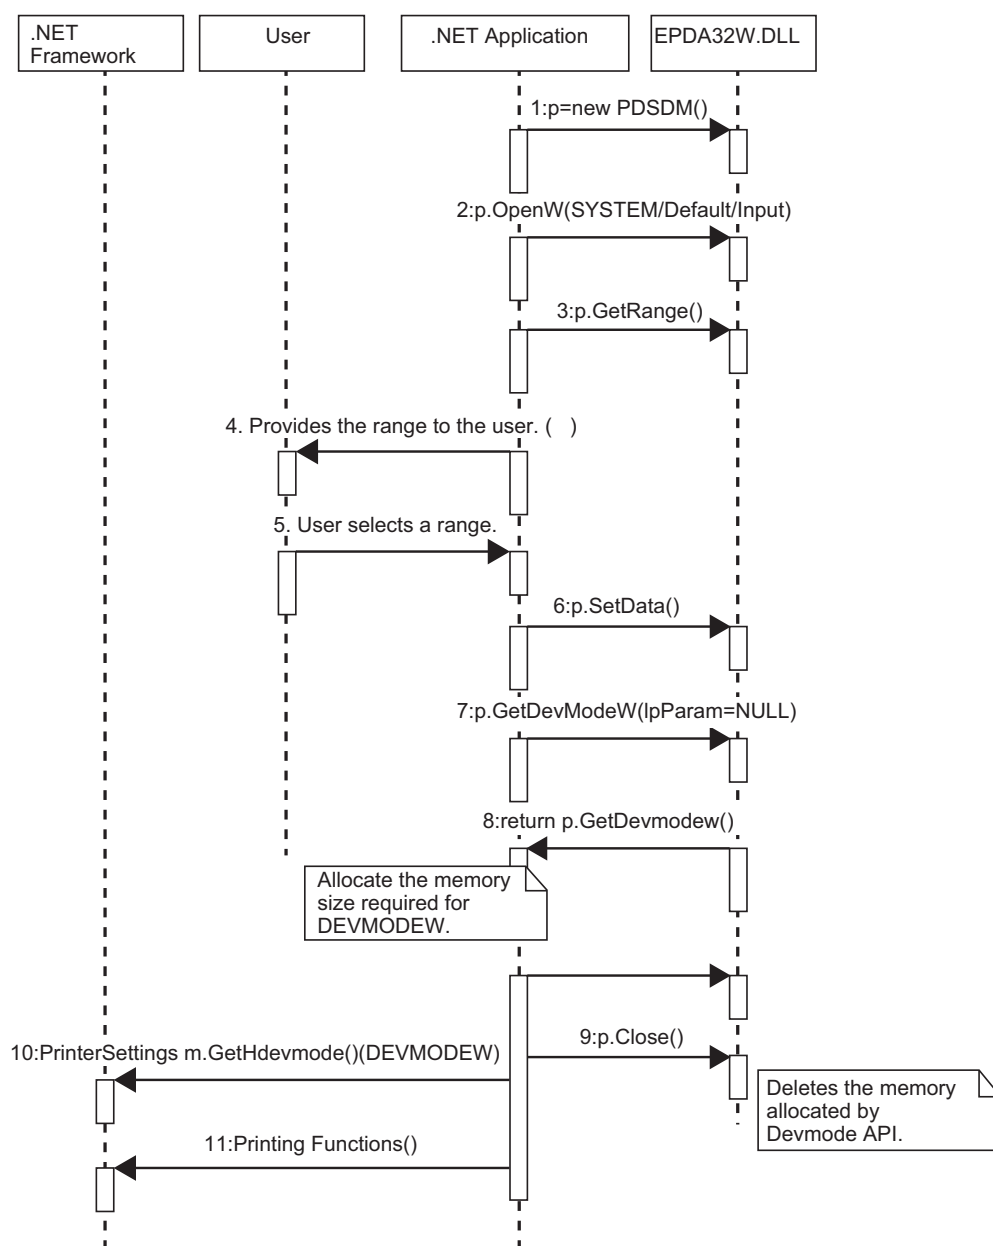 .NET
Framework
User
.NET Application
EPDA32W.DLL
1:p=new PDSDM()
2:p.OpenW(SYSTEM/Default/Input)
3:p.GetRange()
4. Provides the range to the user. (   )
5. User selects a range.
6:p.SetData()
7:p.GetDevModeW(lpParam=NULL)
8:return p.GetDevmodew()
Allocate the memory
size required for
DEVMODEW.
9:p.Close()
10:PrinterSettings m.GetHdevmode()(DEVMODEW)
Deletes the memory
allocated by
Devmode API.
11:Printing Functions()